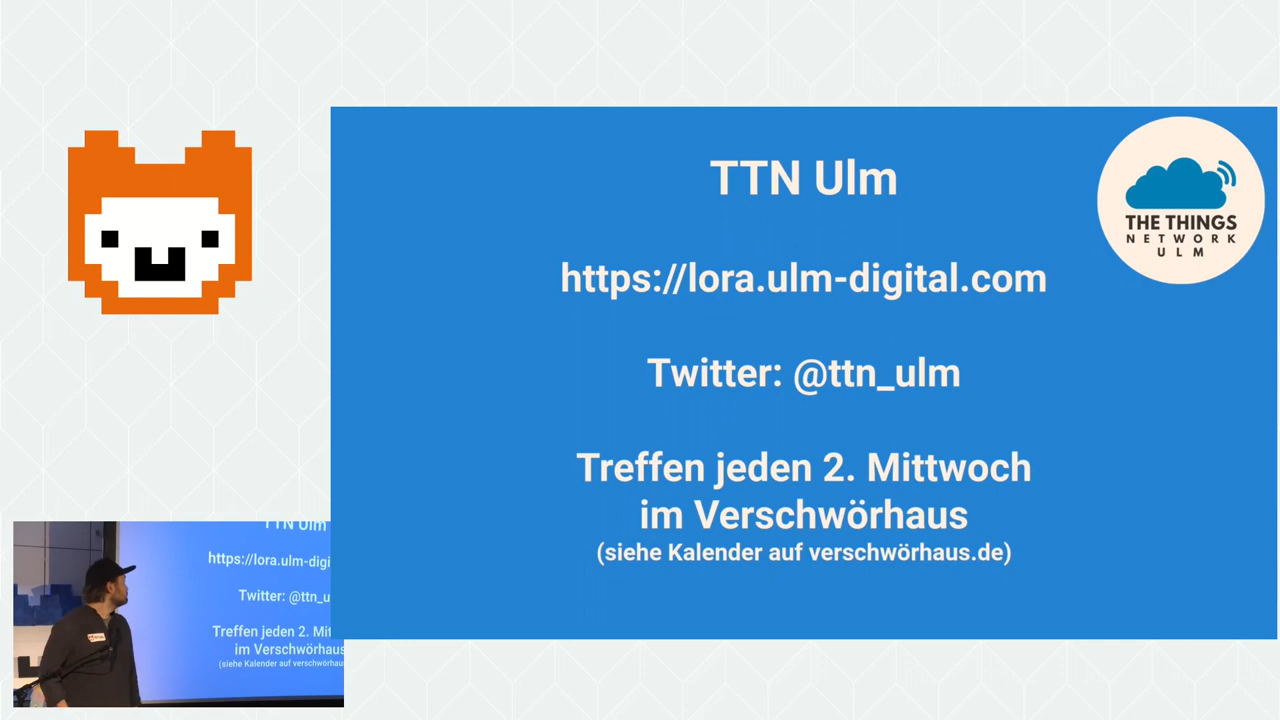 TTN Ulm
https://lora.ulm-digital.com
Twitter: @ttn_ulm
Treffen jeden 2. Mittwoch
im Verschwörhaus
(siehe Kalender auf verschwörhaus.de)
THE THINGS
NETWORK
ULM
TTN Ulm
https://lora.ulm-digi
Twitter: @ttn_u
Treffen jeden 2. Mit
im Verschwörhaus
(siehe Kalender auf verschwörhaus